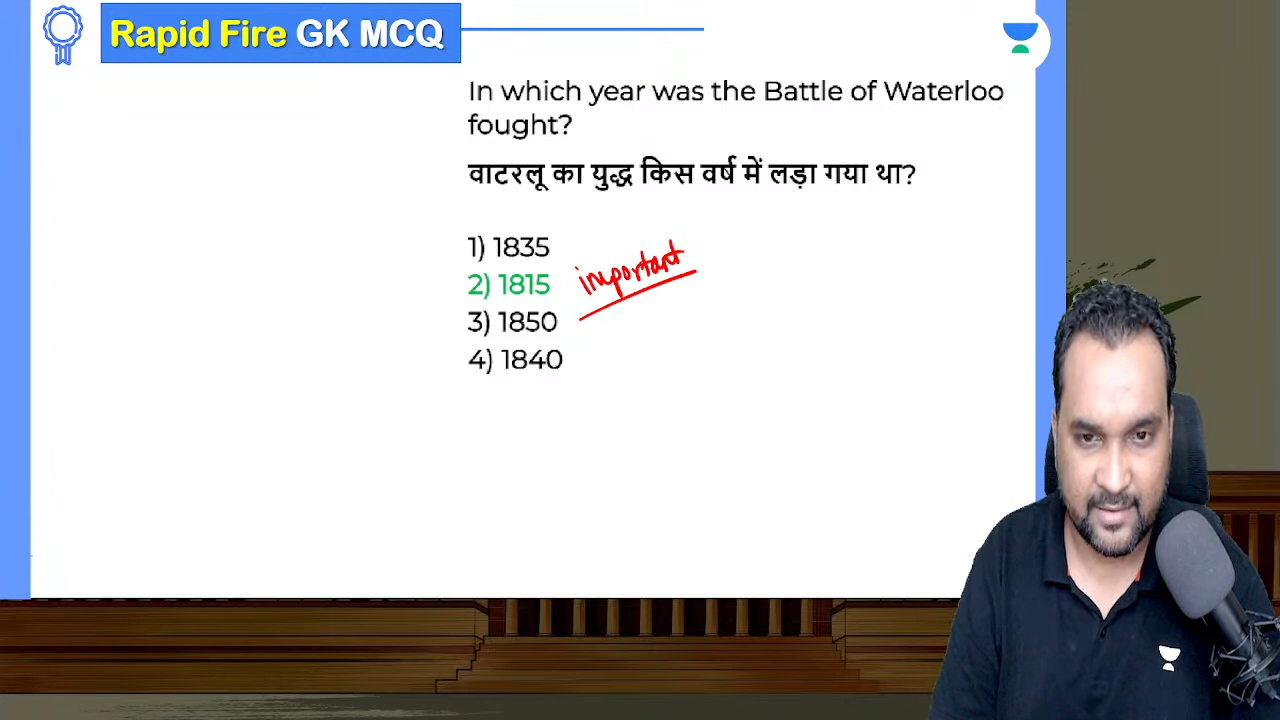 Rapid Fire GK MCQ
In which year was the Battle of Waterloo
fought?
वाटरलू का युद्ध किस वर्ष में लड़ा गया था?
1) 1835
2) 1815
important
3) 1850
4) 1840